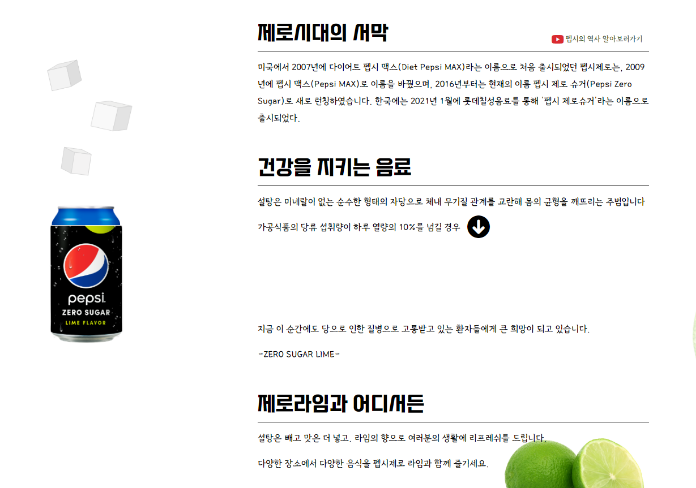 제로시대의 서막
펩시의 역사 알아보러가기
미국에서 2007년에 다이어트 펩시 맥스(Diet Pepsi MAX)라는 이름으로 처음 출시되었던 펩시제로는, 2009
년에 펩시 맥스(Pepsi MAX)로 이름을 바꿨으며, 2016년부터는 현재의 이름 펩시 제로 슈거(Pepsi Zero
Sugar)로 새로 런칭하였습니다. 한국에는 2021년 1월에 롯데칠성음료를 통해 '펩시 제로슈거'라는 이름으로
출시되었다.
건강을 지키는 음료
설탕은 미네랄이 없는 순수한 형태의 자당으로 체내 무기질 관계를 교란해 몸의 균형을 깨뜨리는 주범입니다
가공식품의 당류 섭취량이 하루 열량의 10%를 넘길 경우
pepsi
ZERO SUGAR
LIME FLAVOR
지금 이 순간에도 당으로 인한 질병으로 고통받고 있는 환자들에게 큰 희망이 되고 있습니다.
-ZERO SUGAR LIME-
제로라임과 어디서든
설탕은 빼고 맛은 더 넣고. 라임의 향으로 여러분의 생활에 리프레쉬를 드립니다.
다양한 장소에서 다양한 음식을 펩시제로 라임과 함께 즐기세요.